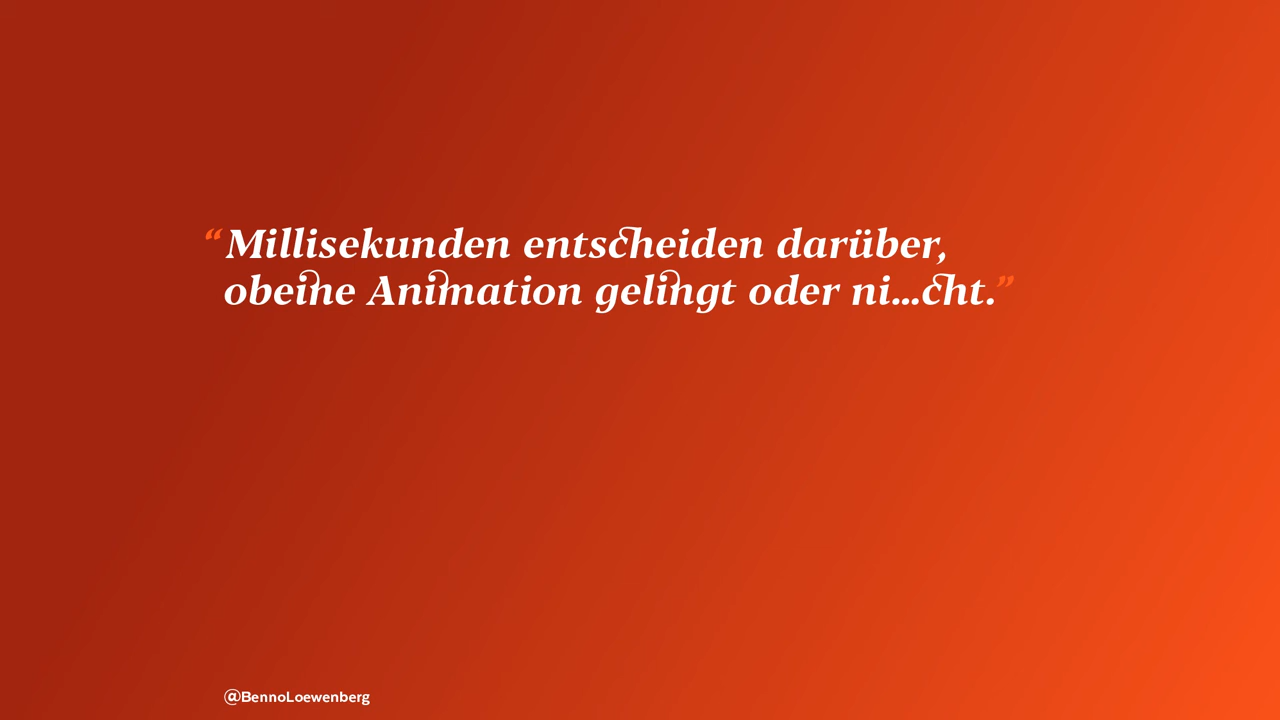 “Millisekunden entscheiden darüber,
obeine Animation gelingt oder ni...cht.”
@BennoLoewenberg